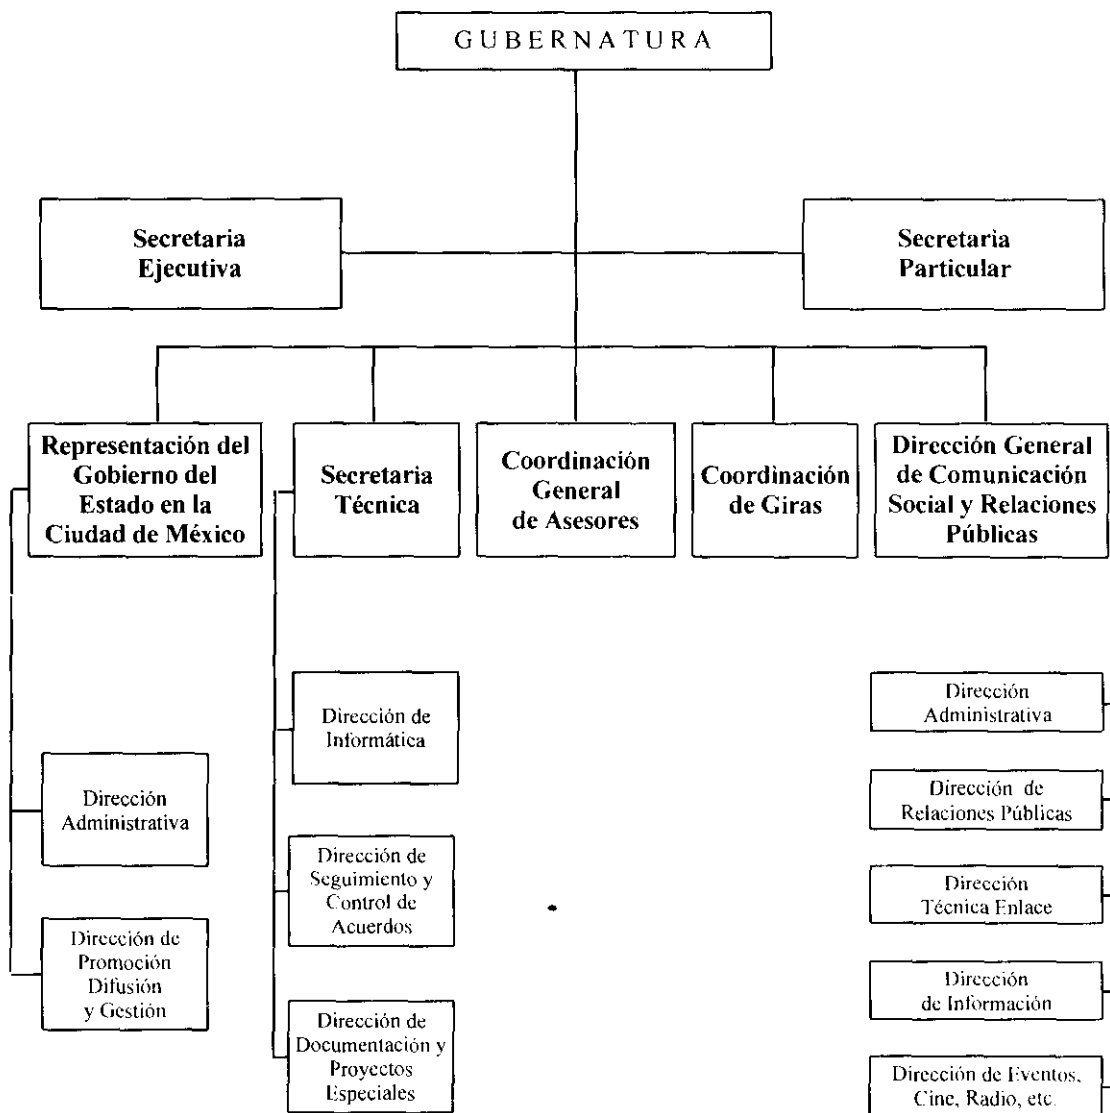 GUBERNATURA
Secretaria
Ejecutiva
Secretaria
Particular
Representación del
Gobierno del
Estado en la
Ciudad de México
Secretaria
Técnica
Coordinación
General
de Asesores
Coordinación
de Giras
Dirección General
de Comunicación
Social y Relaciones
Públicas
Dirección
Administrativa
Dirección de
Promoción
Difusión
y Gestión
Dirección de
Informática
Dirección de
Seguimiento y
Control de
Acuerdos
Dirección de
Documentación y
Proyectos
Especiales
Dirección
Administrativa
Dirección de
Relaciones Públicas
Dirección
Técnica Enlace
Dirección
de Información
Dirección de Eventos,
Cine, Radio, etc.